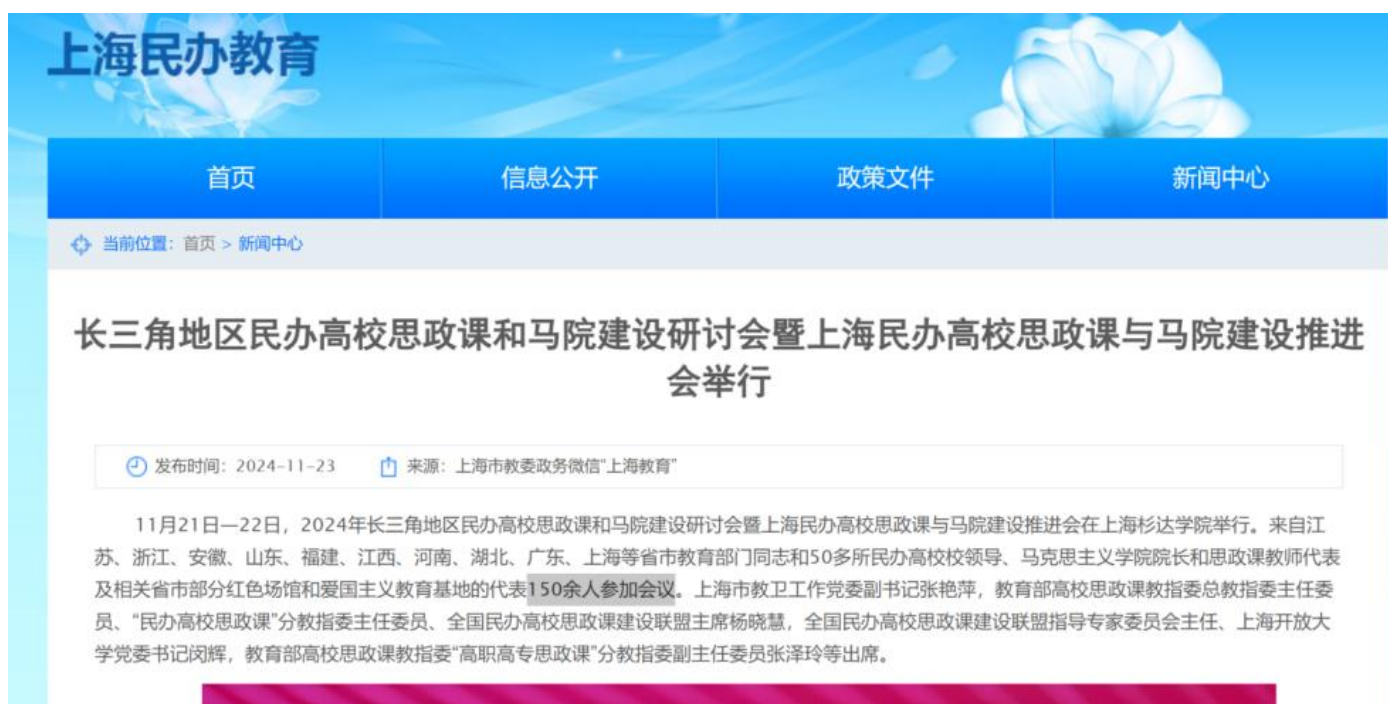 上海民办教育
首页
信息公开
政策文件
新闻中心
当前位置：首页 > 新闻中心
长三角地区民办高校思政课和马院建设研讨会暨上海民办高校思政课与马院建设推进
会举行
发布时间：2024-11-23 来源：上海市教委政务微信"上海教育"
11月21日—22日，2024年长三角地区民办高校思政课和马院建设研讨会暨上海民办高校思政课与马院建设推进会在上海杉达学院举行。来自江
苏、浙江、安徽、山东、福建、江西、河南、湖北、广东、上海等省市教育部门同志和50多所民办高校校领导、马克思主义学院院长和思政课教师代表
及相关省市部分红色场馆和爱国主义教育基地的代表150余人参加会议。上海市教卫工作党委副书记张艳萍，教育部高校思政课教指委总教指委主任委
员、“民办高校思政课”分教指委主任委员、全国民办高校思政课建设联盟主席杨晓慧，全国民办高校思政课建设联盟指导专家委员会主任、上海开放大
学党委书记闵辉，教育部高校思政课教指委“高职高专思政课”分教指委副主任委员张泽玲等出席。